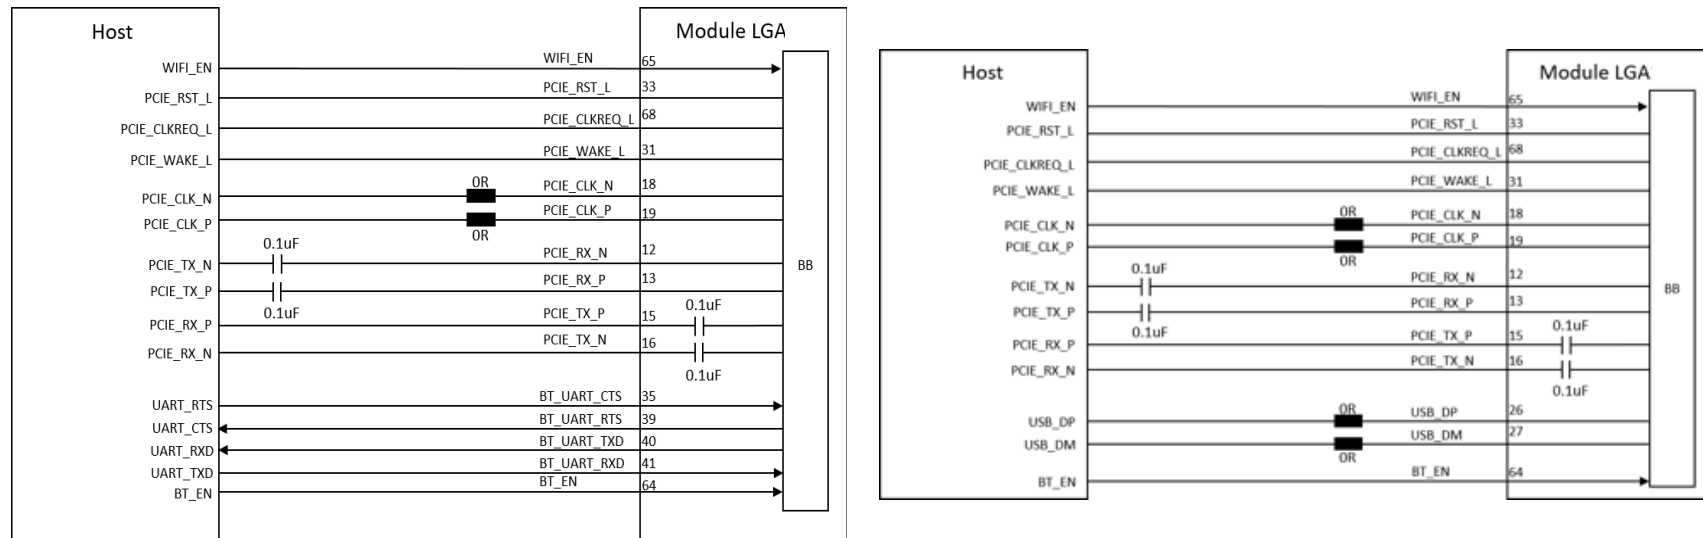 Host
Module LGA
WIFI_EN
WIFI_EN
65
PCIE_RST_L
PCIE_RST_L
33
PCIE_CLKREQ_L
PCIE_CLKREQ_L
68
PCIE_WAKE_L
PCIE_WAKE_L
31
0R
PCIE_CLK_N
PCIE_CLK_N
18
PCIE_CLK_P
PCIE_CLK_P
19
0R
0.1uF
PCIE_TX_N
PCIE_RX_N
12
BB
PCIE_TX_P
PCIE_RX_P
13
0.1uF
0.1uF
PCIE_RX_P
PCIE_TX_P
15
PCIE_RX_N
PCIE_TX_N
16
0.1uF
UART_RTS
BT_UART_CTS
35
UART_CTS
BT_UART_RTS
39
UART_RXD
BT_UART_TXD
40
UART_TXD
BT_UART_RXD
41
BT_EN
BT_EN
64
Host
Module LGA
WIFI_EN
WIFI_EN
65
PCIE_RST_L
PCIE_RST_L
33
PCIE_CLKREQ_L
PCIE_CLKREQ_L
68
PCIE_WAKE_L
PCIE_WAKE_L
31
0R
PCIE_CLK_N
PCIE_CLK_N
18
PCIE_CLK_P
PCIE_CLK_P
19
0R
0.1uF
PCIE_TX_N
PCIE_RX_N
12
BB
PCIE_TX_P
PCIE_RX_P
13
0.1uF
0.1uF
PCIE_RX_P
PCIE_TX_P
15
PCIE_RX_N
PCIE_TX_N
16
0.1uF
0R
USB_DP
USB_DP
26
USB_DM
USB_DM
27
0R
BT_EN
BT_EN
64